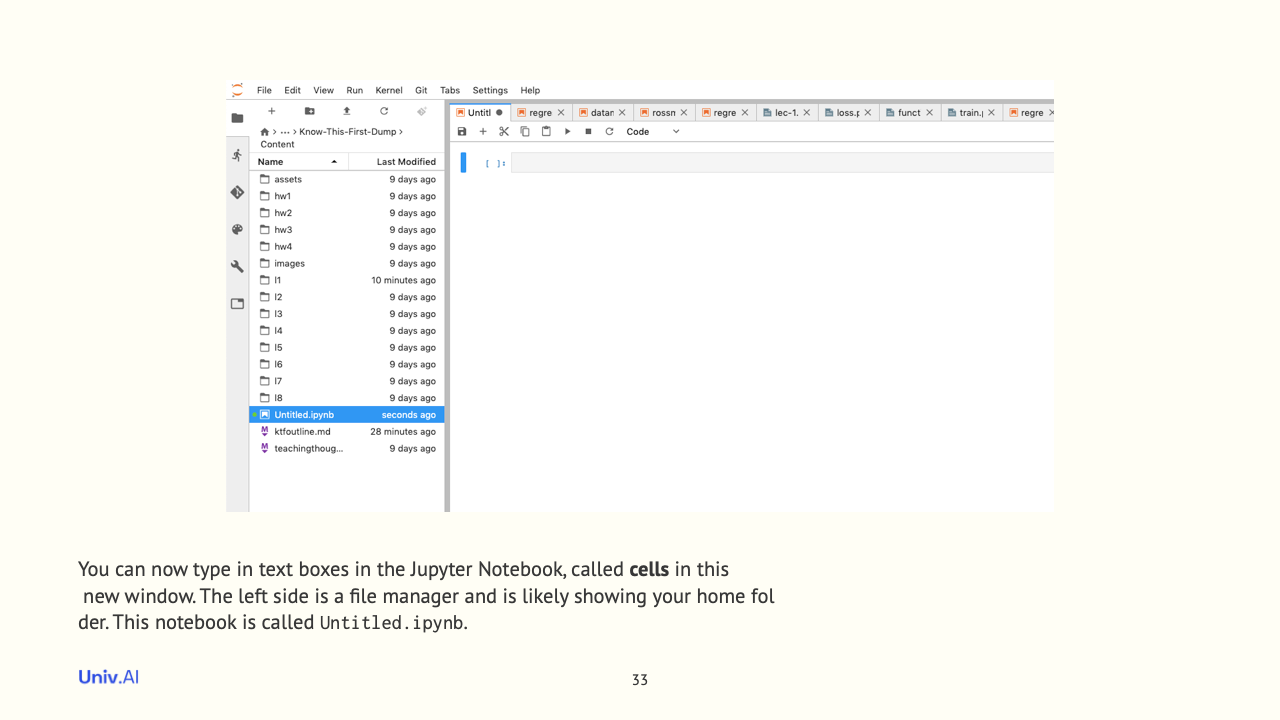 File Edit View Run Kernel Git Tabs Settings Help
Untitl regre datan rossn regre lec-1. loss.p funct train.p regre
Code
Know-This-First-Dump
Content
Name Last Modified
[ ]:
assets 9 days ago
hw1 9 days ago
hw2 9 days ago
hw3 9 days ago
hw4 9 days ago
images 9 days ago
l1 10 minutes ago
l2 9 days ago
l3 9 days ago
l4 9 days ago
l5 9 days ago
l6 9 days ago
l7 9 days ago
l8 9 days ago
Untitled.ipynb seconds ago
ktfoutline.md 28 minutes ago
teachingthoug... 9 days ago
You can now type in text boxes in the Jupyter Notebook, called cells in this
new window. The left side is a file manager and is likely showing your home fol
der. This notebook is called Untitled.ipynb.
Univ.AI
33